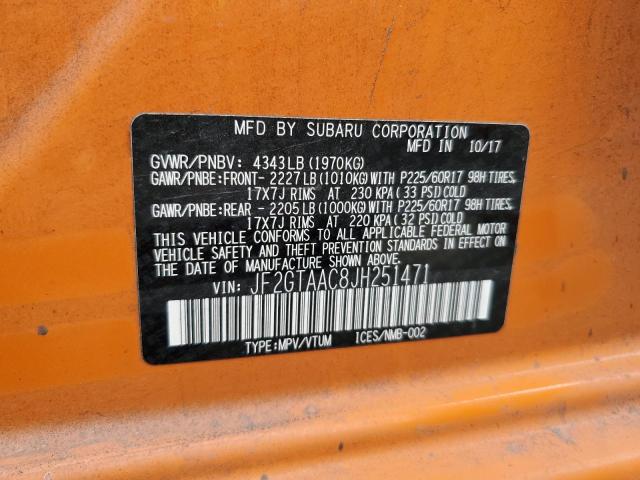 MFD BY SUBARU CORPORATION
MFD IN 10/17
GVWR/PNBV: 4343LB (1970KG)
GAWR/PNBE:FRONT- 2227LB(1010KG)WITH P225/60R17 98H TIRES,
17X7J RIMS AT 230 KPA( 33 PSI)COLD
GAWR/PNBE:REAR - 2205LB(1000KG)WITH P225/60R17 98H TIRES,
17X7J RIMS AT 220 KPA( 32 PSI)COLD
THIS VEHICLE CONFORMS TO ALL APPLICABLE FEDERAL MOTOR
VEHICLE SAFETY AND THEFT PREVENTION STANDARDS IN EFFECT
ON THE DATE OF MANUFACTURE SHOWN ABOVE.
VIN: JF2GTAAC8JH251471
TYPE:MPV/VTUM ICES/NMB-002